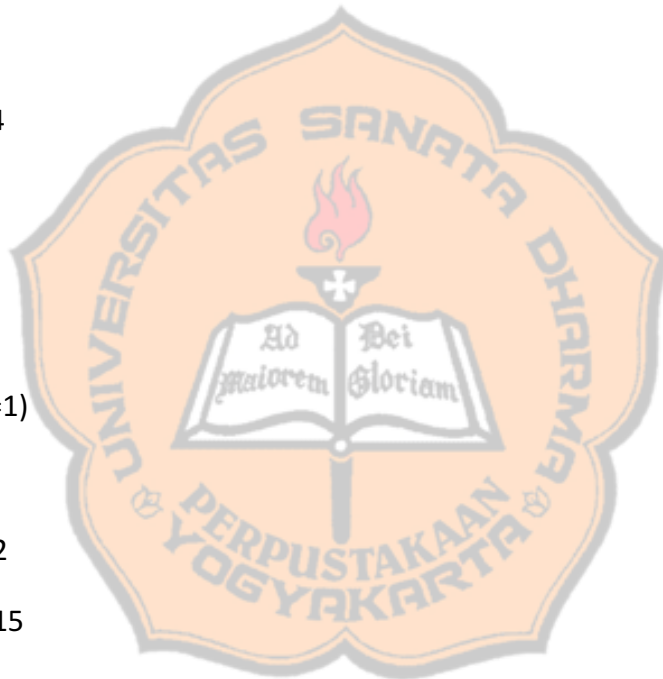 4
UNIVERSITAS SANATA DHARMA
Ad Dei
Maiorem Gloriam
=1)
PERPUSTAKAAN
YOGYAKARTA
2
15